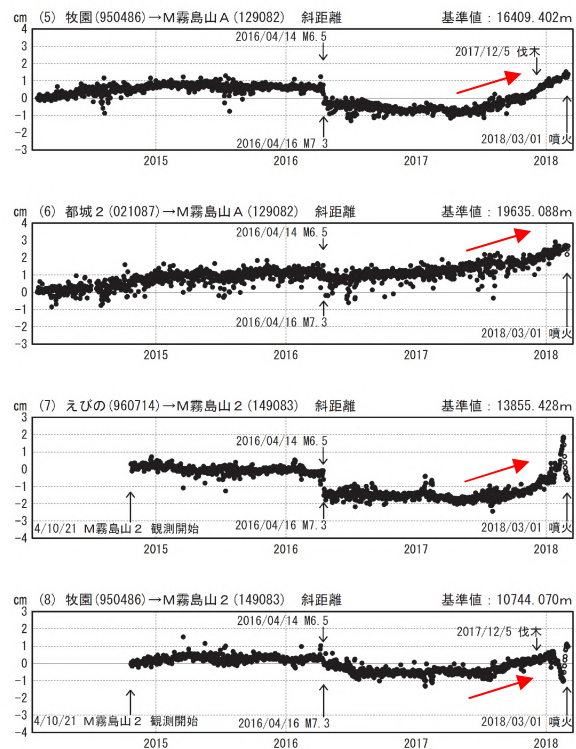 cm (5) 牧園(950486)→M霧島山A(129082) 斜距離 基準値:16409.402m
2016/04/14 M6.5
2017/12/5 伐木
4
3
2
1
0
-1
-2
-3
2016/04/16 M7.3
2018/03/01 噴火
2015 2016 2017 2018
cm (6) 都城2(021087)→M霧島山A(129082) 斜距離 基準値:19635.088m
2016/04/14 M6.5
4
3
2
1
0
-1
-2
-3
2016/04/16 M7.3
2018/03/01 噴火
2015 2016 2017 2018
cm (7) えびの(960714)→M霧島山2(149083) 斜距離 基準値:13855.428m
2016/04/14 M6.5
3
2
1
0
-1
-2
-3
-4
4/10/21 M霧島山2 観測開始 2016/04/16 M7.3 2018/03/01 噴火
2015 2016 2017 2018
cm (8) 牧園(950486)→M霧島山2(149083) 斜距離 基準値:10744.070m
2016/04/14 M6.5
2017/12/5 伐木
3
2
1
0
-1
-2
-3
-4
4/10/21 M霧島山2 観測開始 2016/04/16 M7.3 2018/03/01 噴火
2015 2016 2017 2018